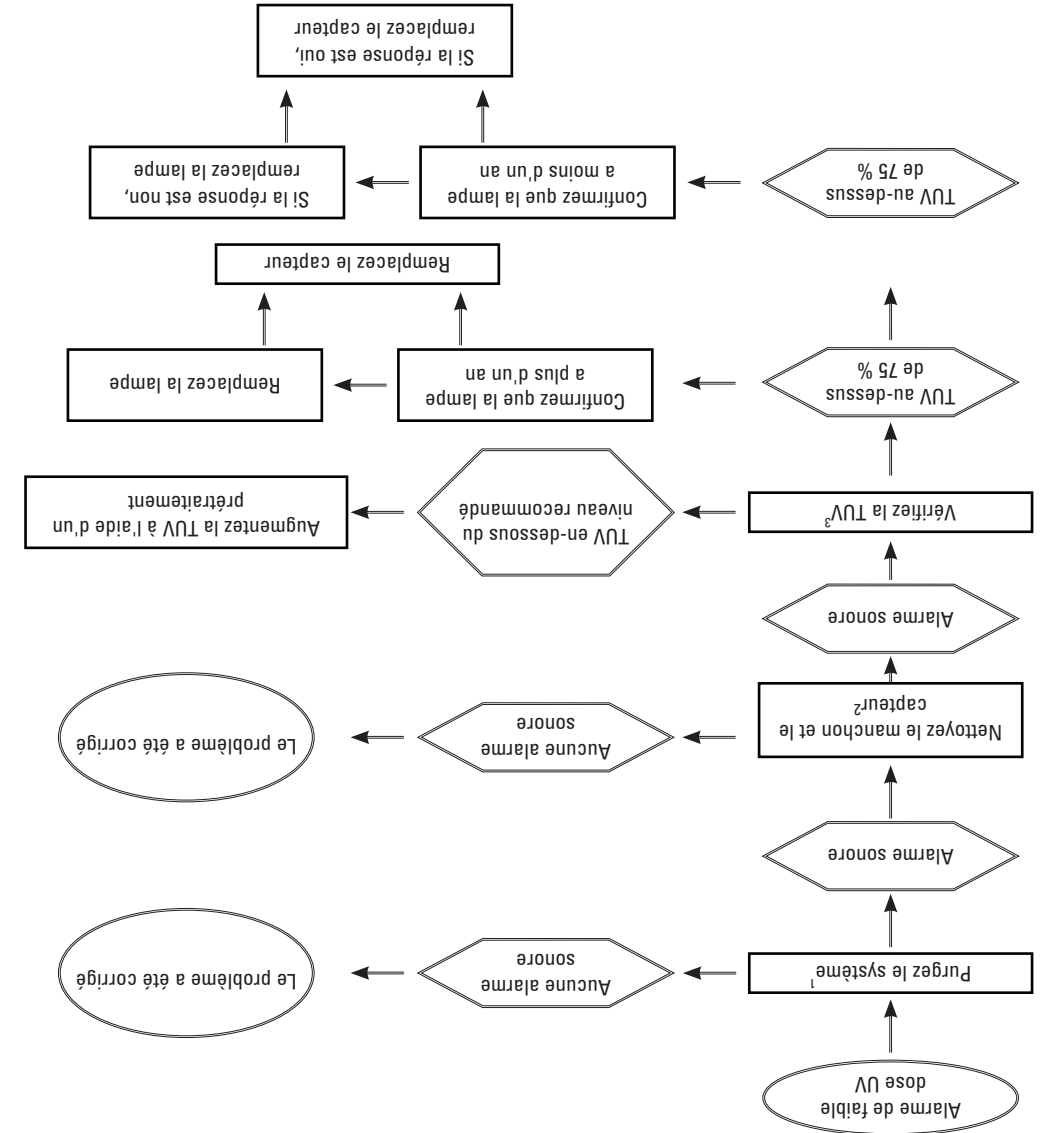 Alarme de faible
dose UV
Purgez le système¹
Aucune alarme
sonore
Le problème a été corrigé
Alarme sonore
Nettoyez le manchon et le
capteur²
Aucune alarme
sonore
Le problème a été corrigé
Alarme sonore
Vérifiez la TUV³
TUV en-dessous du
niveau recommandé
Augmentez la TUV à l'aide d'un
prétraitement
TUV au-dessus
de 75 %
Confirmez que la lampe
a plus d'un an
Remplacez la lampe
Remplacez le capteur
TUV au-dessus
de 75 %
Confirmez que la lampe
a moins d'un an
Si la réponse est non,
remplacez la lampe
Si la réponse est oui,
remplacez le capteur